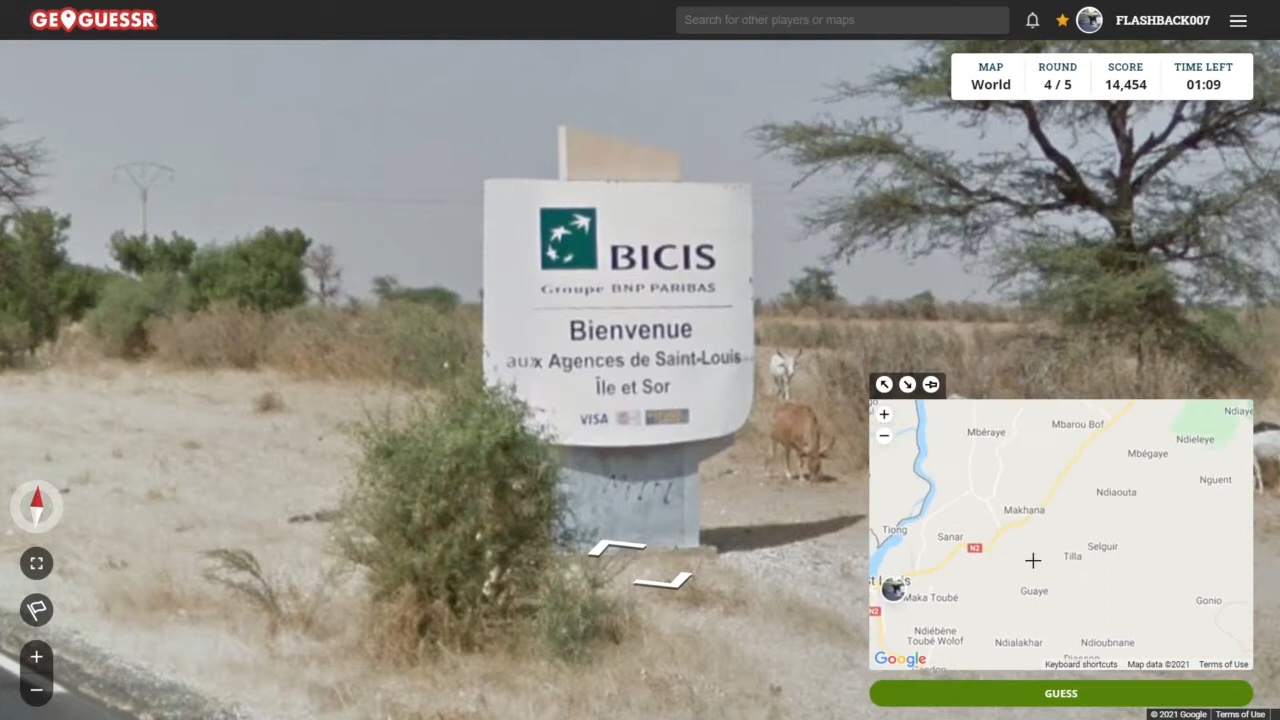 GEOGUESSR
Search for other players or maps
FLASHBACK007
MAP ROUND SCORE TIME LEFT
World 4 / 5 14,454 01:09
BICIS
Groupe BNP PARIBAS
Bienvenue
aux Agences de Saint-Louis
Île et Sor
VISA
Ndiaye
Mbéraye
Mbarou Bof
Ndieleye
Mbégaye
Nguent
Ndiaouta
Makhana
Tiong
Sanar
N2
Selguir
Tilla
Guaye
Maka Toubé
Gonio
N2
Ndiébène
Toubé Wolof
Ndialakhar
Ndioubnane
Google
Keyboard shortcuts Map data ©2021 Terms of Use
GUESS
© 2021 Google Terms of Use